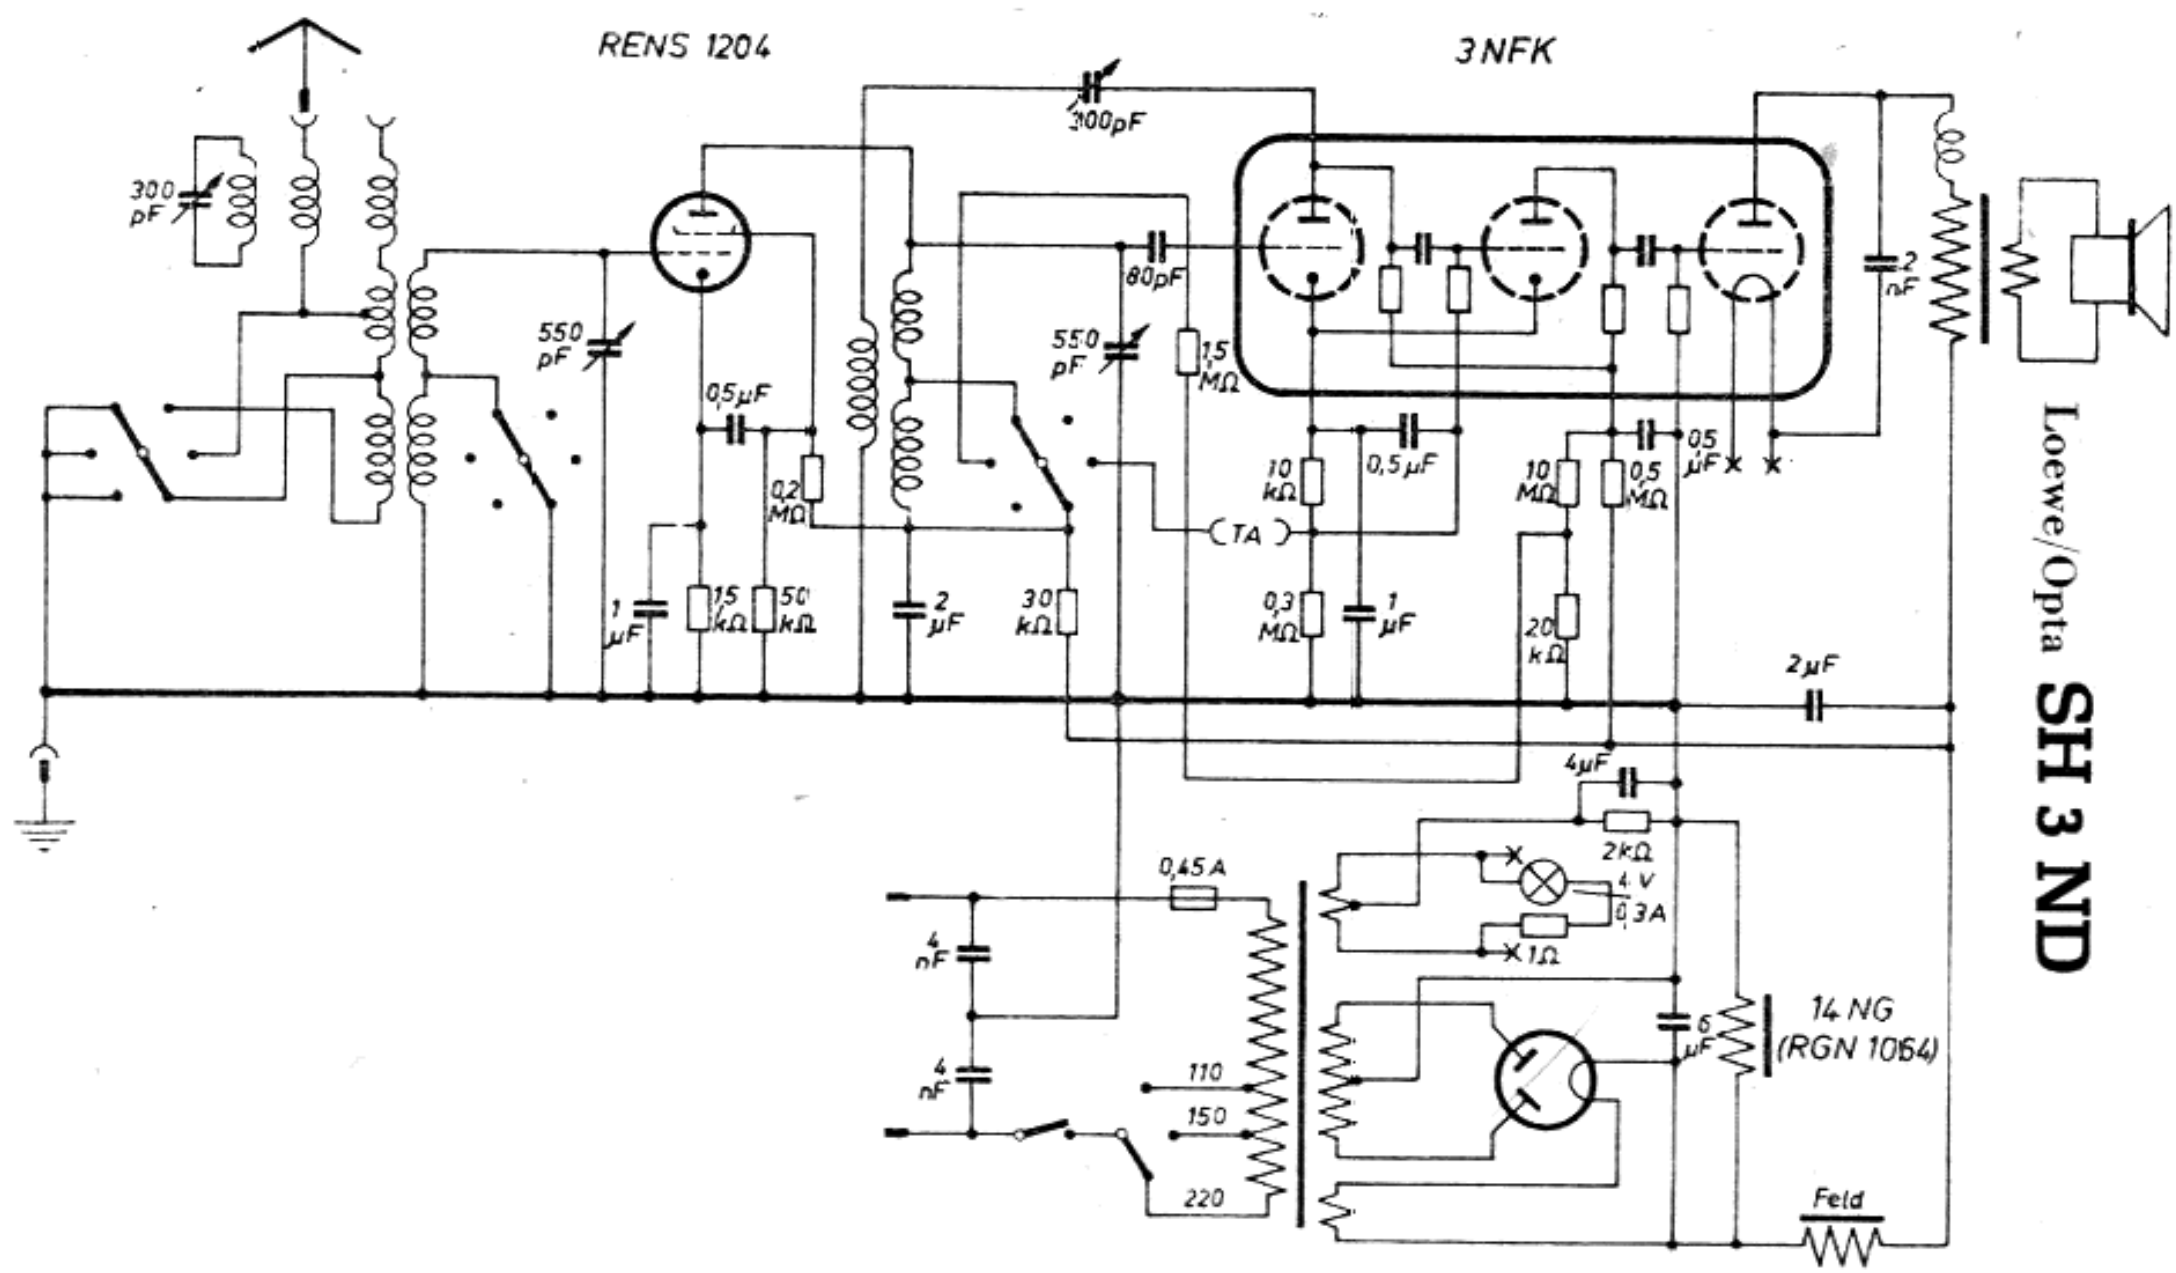 RENS 1204
3NFK
300pF
300
pF
80pF
2
nF
550
pF
550
pF
1,5
MΩ
0,5µF
0,2
MΩ
10
kΩ
0,5µF
10
MΩ
0,5
MΩ
0,5
µF
TA
1
µF
15
kΩ
50
kΩ
2
µF
30
kΩ
0,3
MΩ
1
µF
20
kΩ
2µF
4µF
2kΩ
0,45A
4V
0,3A
1Ω
4
nF
4
nF
110
150
220
6
µF
14 NG
(RGN 1064)
Feld
Loewe/Opta SH 3 ND